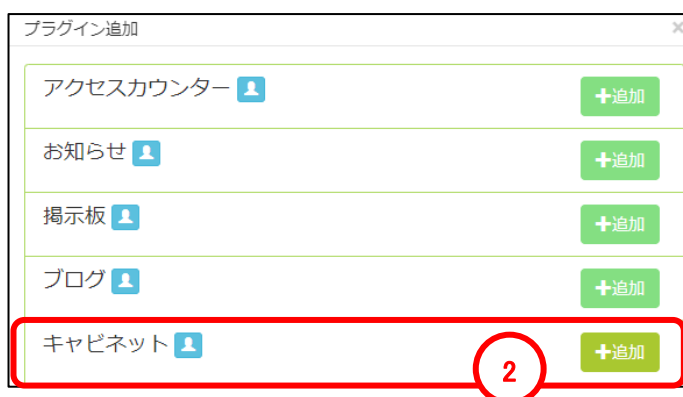 プラグイン追加 ×
アクセスカウンター +追加
お知らせ +追加
掲示板 +追加
ブログ +追加
キャビネット +追加
2